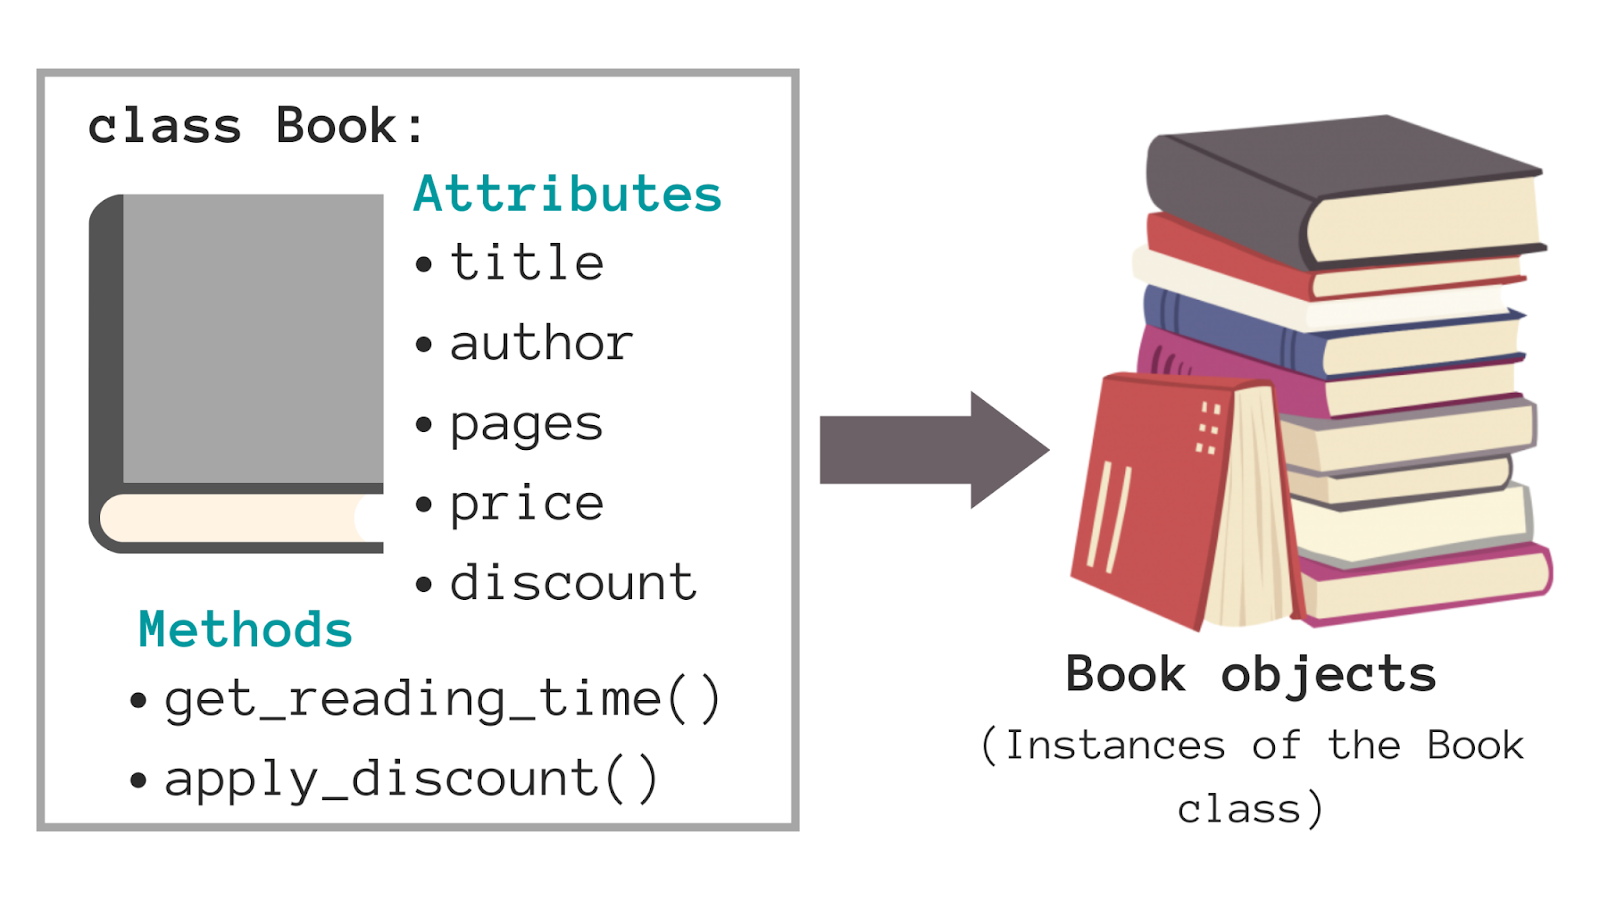 class Book:
Attributes
• title
• author
• pages
• price
• discount
Methods
• get_reading_time()
• apply_discount()
Book objects
(Instances of the Book
class)